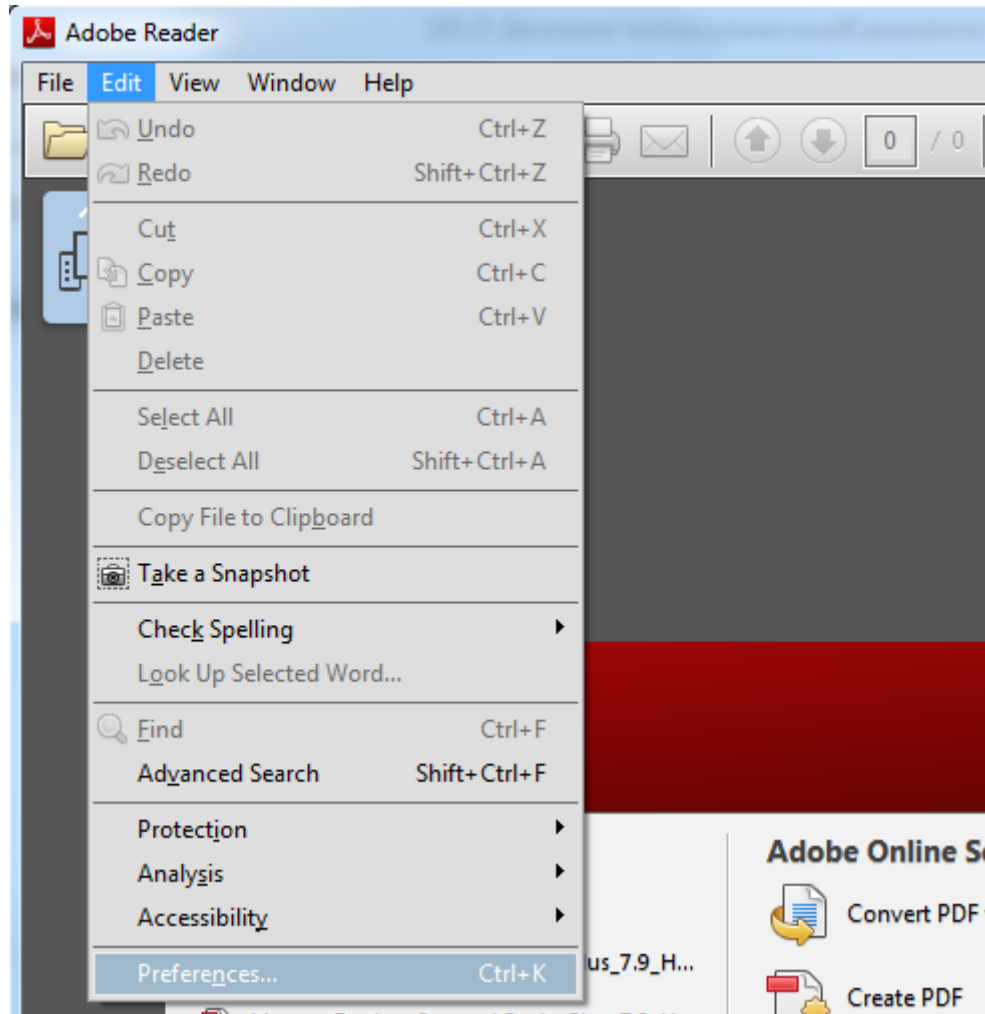 Adobe Reader
File Edit View Window Help
0 / 0
Undo Ctrl+Z
Redo Shift+Ctrl+Z
Cut Ctrl+X
Copy Ctrl+C
Paste Ctrl+V
Delete
Select All Ctrl+A
Deselect All Shift+Ctrl+A
Copy File to Clipboard
Take a Snapshot
Check Spelling
Look Up Selected Word...
Find Ctrl+F
Advanced Search Shift+Ctrl+F
Protection
Analysis
Accessibility
Preferences... Ctrl+K
Adobe Online
Convert PDF
us_7.9_H...
Create PDF